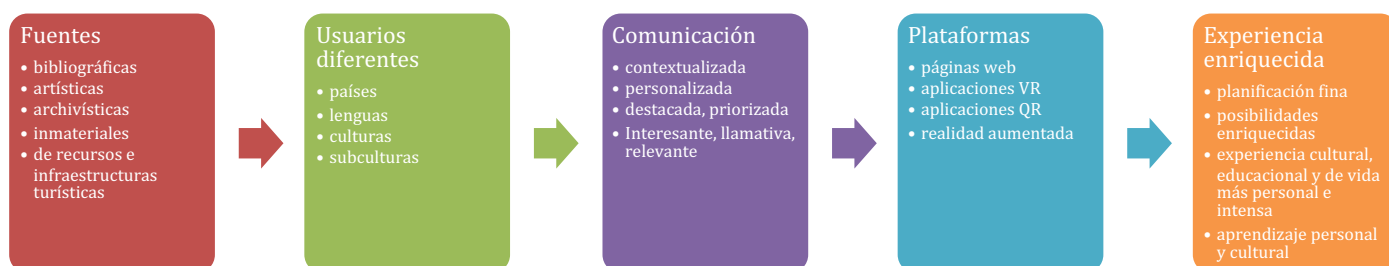 Fuentes
• bibliográficas
• artísticas
• archivísticas
• inmateriales
• de recursos e
infraestructuras
turísticas
Usuarios
diferentes
• países
• lenguas
• culturas
• subculturas
Comunicación
• contextualizada
• personalizada
• destacada, priorizada
• Interesante, llamativa,
relevante
Plataformas
• páginas web
• aplicaciones VR
• aplicaciones QR
• realidad aumentada
Experiencia
enriquecida
• planificación fina
• posibilidades
enriquecidas
• experiencia cultural,
educacional y de vida
más personal e
intensa
• aprendizaje personal
y cultural